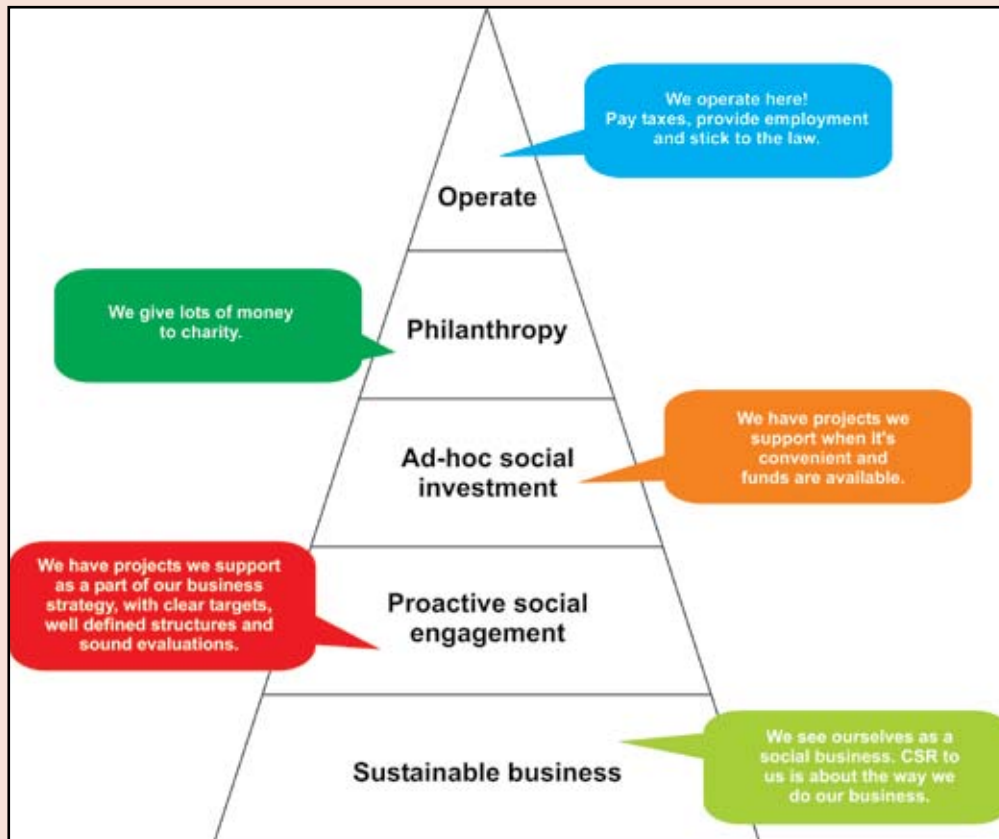 We operate here!
Pay taxes, provide employment
and stick to the law.
Operate
We give lots of money
to charity.
Philanthropy
We have projects we
support when it's
convenient and
funds are available.
Ad-hoc social
investment
We have projects we support
as a part of our business
strategy, with clear targets,
well defined structures and
sound evaluations.
Proactive social
engagement
We see ourselves as a
social business. CSR to
us is about the way we
do our business.
Sustainable business